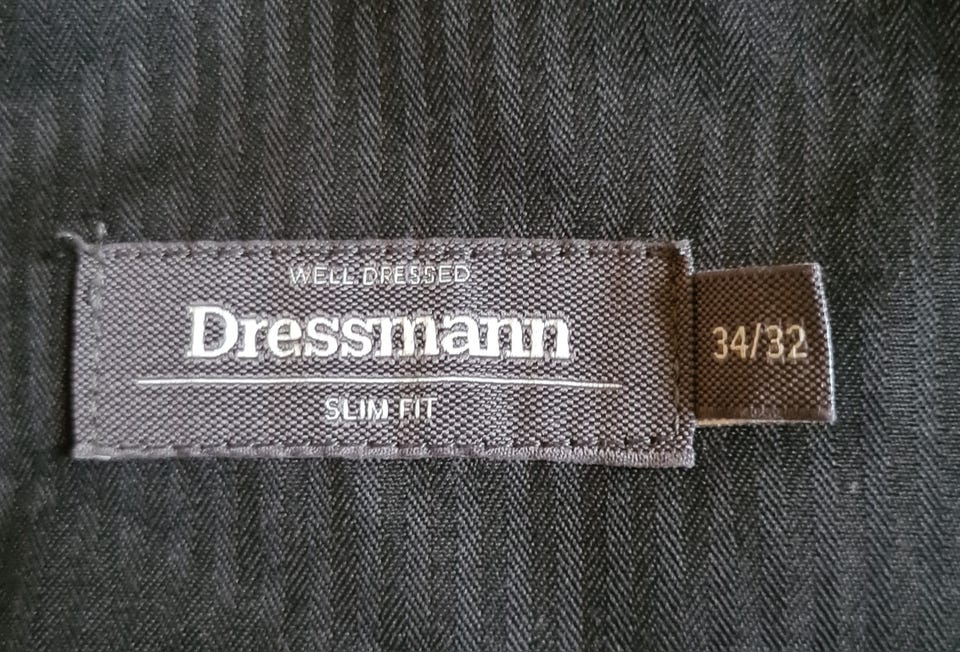 WELL DRESSED
Dressmann
SLIM FIT
34/32